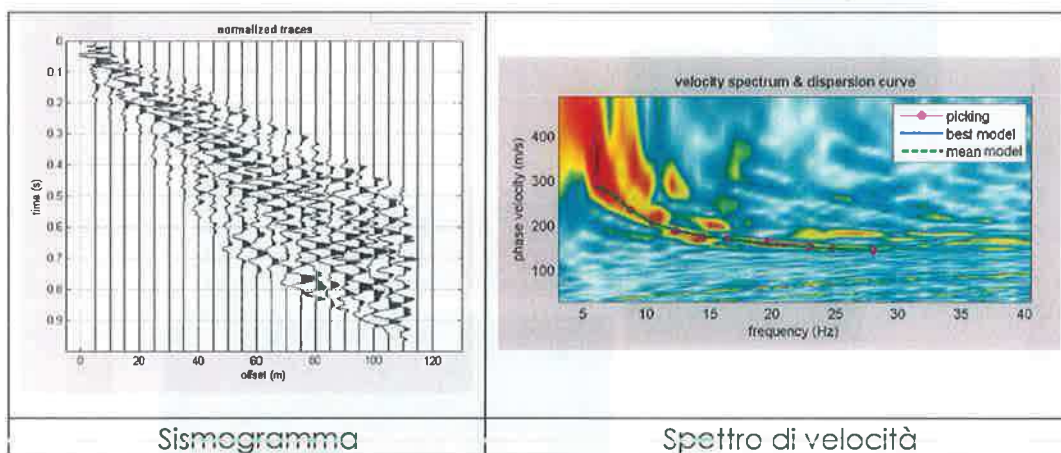 normalized traces
0
0.1
0.2
0.3
0.4
0.5
0.6
0.7
0.8
0.9
time (s)
0 20 40 60 80 100 120
offset (m)
Sismogramma
velocity spectrum & dispersion curve
picking
best model
mean model
400
300
200
100
phase velocity (m/s)
5 10 15 20 25 30 35 40
frequency (Hz)
Spettro di velocità